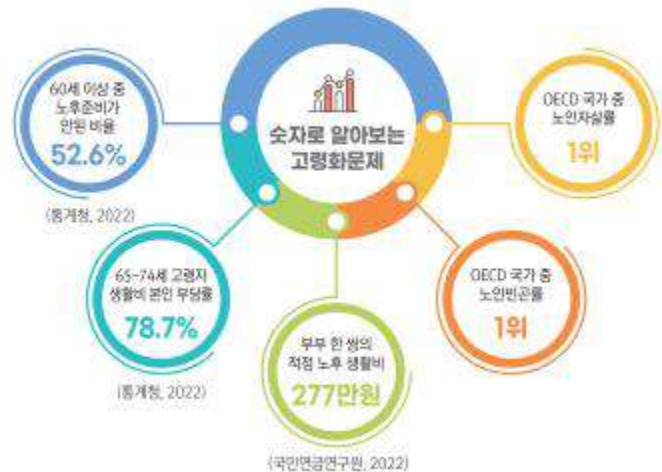 숫자로 알아보는
고령화문제
60세 이상 중
노후준비가
안된 비율
52.6%
(통계청, 2022)
65-74세 고령자
생활비 본인 부담률
78.7%
(통계청, 2022)
부부 한 쌍의
적정 노후 생활비
277만원
(국민연금연구원, 2022)
OECD 국가 중
노인빈곤률
1위
OECD 국가 중
노인자살률
1위